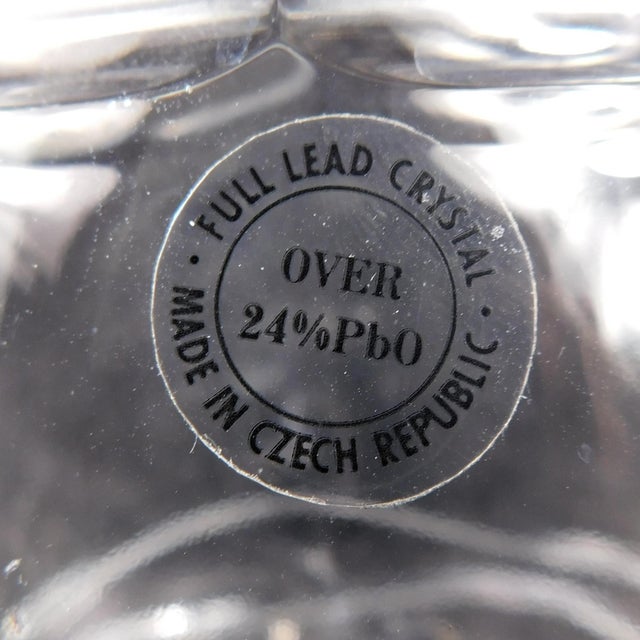 FULL LEAD CRYSTAL
OVER
24%PbO
• MADE IN CZECH REPUBLIC •